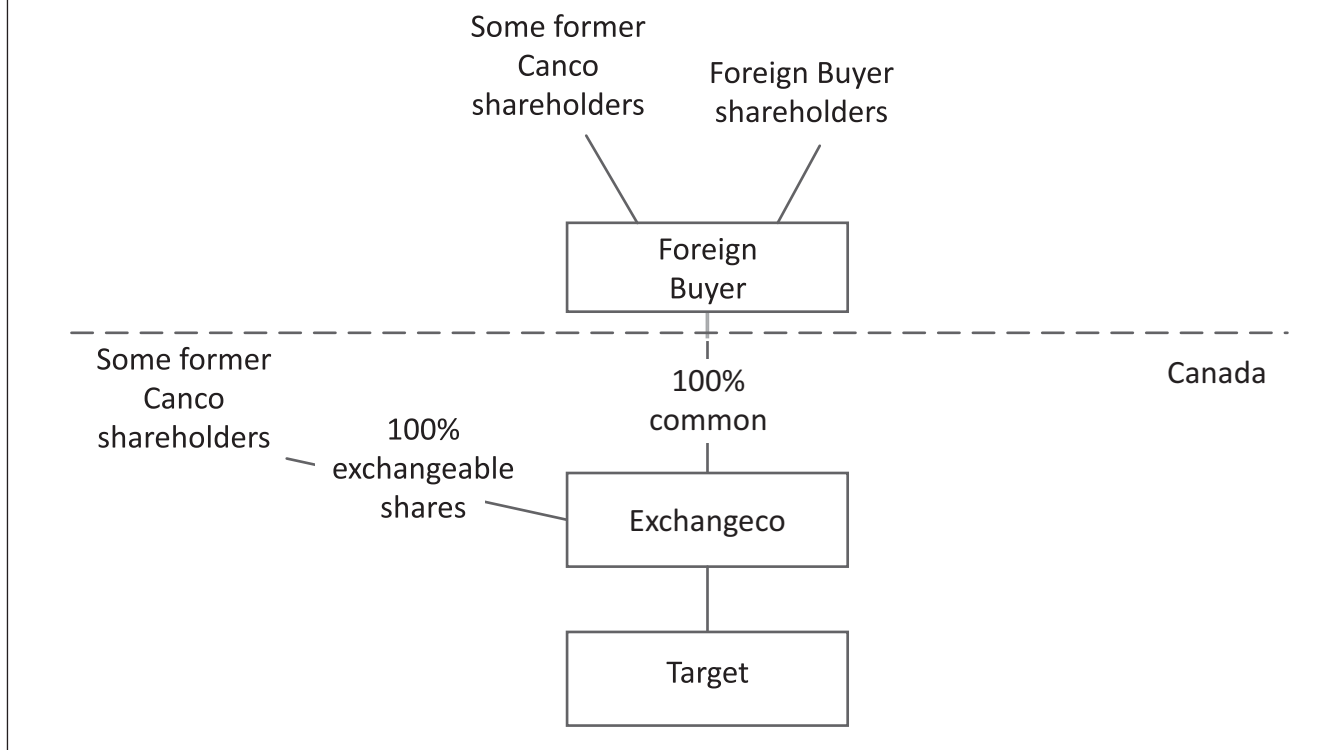 Some former
Canco
shareholders
Foreign Buyer
shareholders
Foreign
Buyer
Some former
Canco
shareholders
100%
exchangeable
shares
100%
common
Canada
Exchangeco
Target